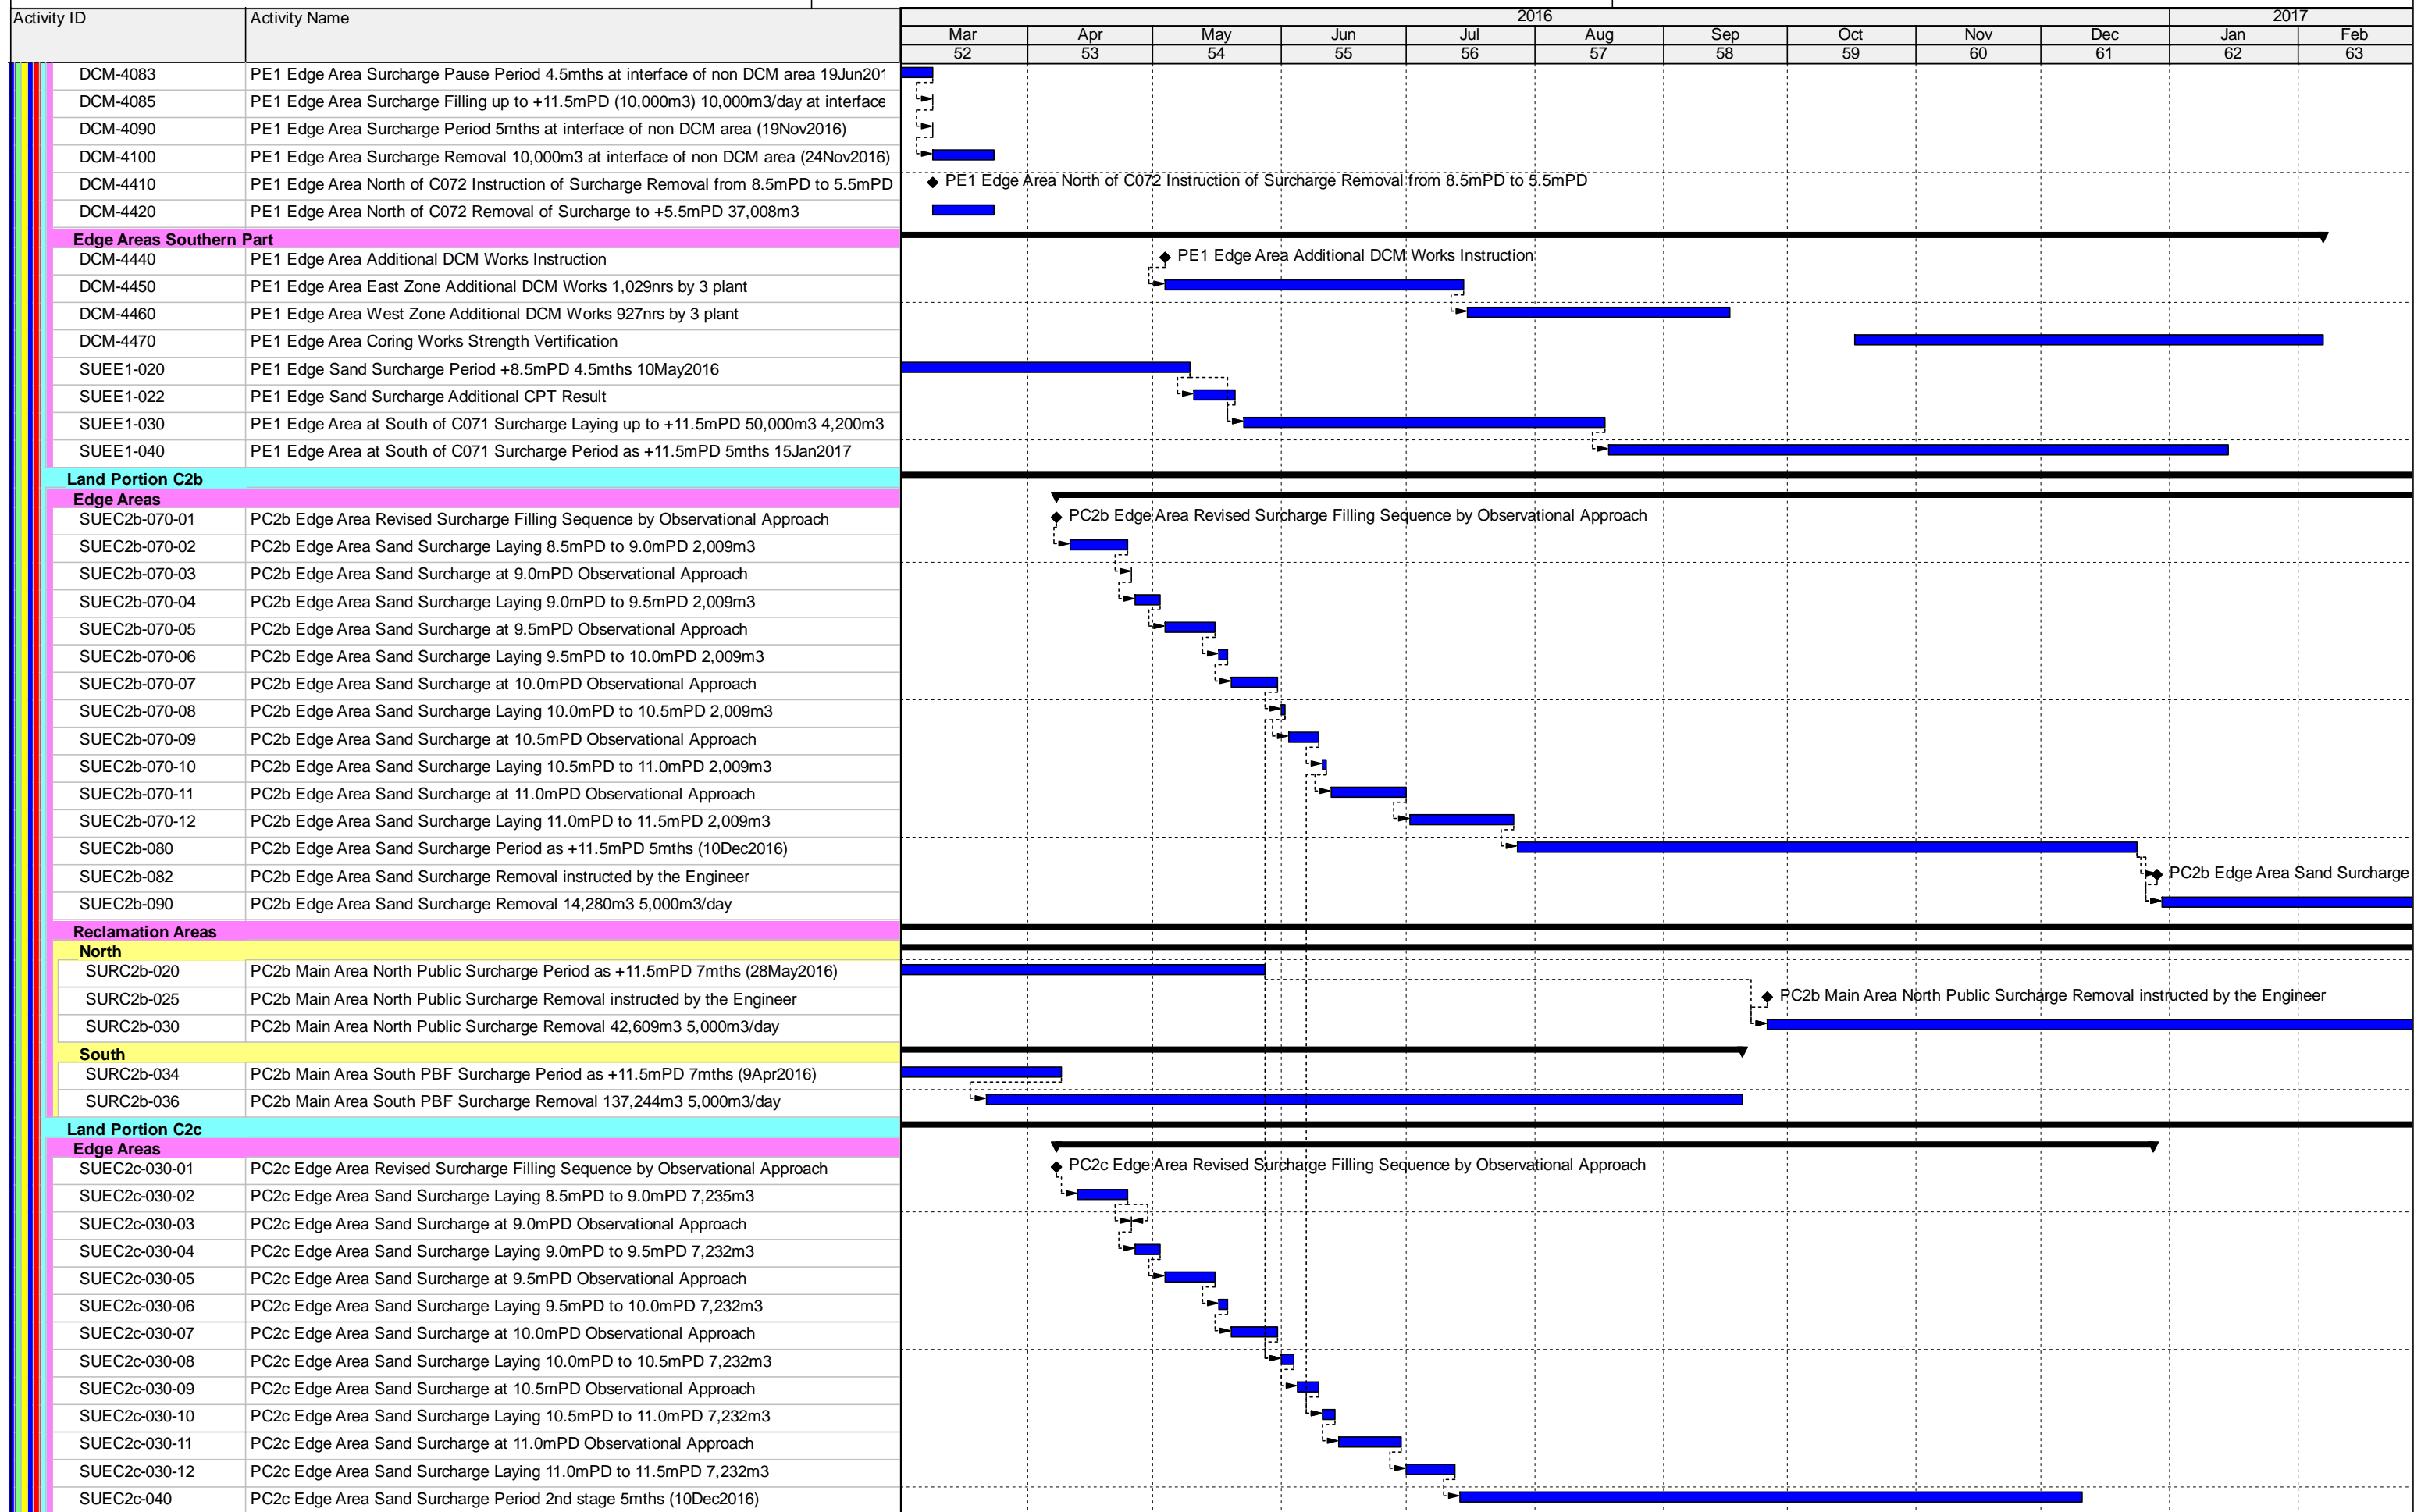 Activity ID Activity Name 2016 2017
Mar Apr May Jun Jul Aug Sep Oct Nov Dec Jan Feb
52 53 54 55 56 57 58 59 60 61 62 63
DCM-4083 PE1 Edge Area Surcharge Pause Period 4.5mths at interface of non DCM area 19Jun201
DCM-4085 PE1 Edge Area Surcharge Filling up to +11.5mPD (10,000m3) 10,000m3/day at interface
DCM-4090 PE1 Edge Area Surcharge Period 5mths at interface of non DCM area (19Nov2016)
DCM-4100 PE1 Edge Area Surcharge Removal 10,000m3 at interface of non DCM area (24Nov2016)
DCM-4410 PE1 Edge Area North of C072 Instruction of Surcharge Removal from 8.5mPD to 5.5mPD PE1 Edge Area North of C072 Instruction of Surcharge Removal from 8.5mPD to 5.5mPD
DCM-4420 PE1 Edge Area North of C072 Removal of Surcharge to +5.5mPD 37,008m3
Edge Areas Southern Part
DCM-4440 PE1 Edge Area Additional DCM Works Instruction PE1 Edge Area Additional DCM Works Instruction
DCM-4450 PE1 Edge Area East Zone Additional DCM Works 1,029nrs by 3 plant
DCM-4460 PE1 Edge Area West Zone Additional DCM Works 927nrs by 3 plant
DCM-4470 PE1 Edge Area Coring Works Strength Vertification
SUEE1-020 PE1 Edge Sand Surcharge Period +8.5mPD 4.5mths 10May2016
SUEE1-022 PE1 Edge Sand Surcharge Additional CPT Result
SUEE1-030 PE1 Edge Area at South of C071 Surcharge Laying up to +11.5mPD 50,000m3 4,200m3
SUEE1-040 PE1 Edge Area at South of C071 Surcharge Period as +11.5mPD 5mths 15Jan2017
Land Portion C2b
Edge Areas
SUEC2b-070-01 PC2b Edge Area Revised Surcharge Filling Sequence by Observational Approach PC2b Edge Area Revised Surcharge Filling Sequence by Observational Approach
SUEC2b-070-02 PC2b Edge Area Sand Surcharge Laying 8.5mPD to 9.0mPD 2,009m3
SUEC2b-070-03 PC2b Edge Area Sand Surcharge at 9.0mPD Observational Approach
SUEC2b-070-04 PC2b Edge Area Sand Surcharge Laying 9.0mPD to 9.5mPD 2,009m3
SUEC2b-070-05 PC2b Edge Area Sand Surcharge at 9.5mPD Observational Approach
SUEC2b-070-06 PC2b Edge Area Sand Surcharge Laying 9.5mPD to 10.0mPD 2,009m3
SUEC2b-070-07 PC2b Edge Area Sand Surcharge at 10.0mPD Observational Approach
SUEC2b-070-08 PC2b Edge Area Sand Surcharge Laying 10.0mPD to 10.5mPD 2,009m3
SUEC2b-070-09 PC2b Edge Area Sand Surcharge at 10.5mPD Observational Approach
SUEC2b-070-10 PC2b Edge Area Sand Surcharge Laying 10.5mPD to 11.0mPD 2,009m3
SUEC2b-070-11 PC2b Edge Area Sand Surcharge at 11.0mPD Observational Approach
SUEC2b-070-12 PC2b Edge Area Sand Surcharge Laying 11.0mPD to 11.5mPD 2,009m3
SUEC2b-080 PC2b Edge Area Sand Surcharge Period as +11.5mPD 5mths (10Dec2016)
SUEC2b-082 PC2b Edge Area Sand Surcharge Removal instructed by the Engineer PC2b Edge Area Sand Surcharge
SUEC2b-090 PC2b Edge Area Sand Surcharge Removal 14,280m3 5,000m3/day
Reclamation Areas
North
SURC2b-020 PC2b Main Area North Public Surcharge Period as +11.5mPD 7mths (28May2016)
SURC2b-025 PC2b Main Area North Public Surcharge Removal instructed by the Engineer PC2b Main Area North Public Surcharge Removal instructed by the Engineer
SURC2b-030 PC2b Main Area North Public Surcharge Removal 42,609m3 5,000m3/day
South
SURC2b-034 PC2b Main Area South PBF Surcharge Period as +11.5mPD 7mths (9Apr2016)
SURC2b-036 PC2b Main Area South PBF Surcharge Removal 137,244m3 5,000m3/day
Land Portion C2c
Edge Areas
SUEC2c-030-01 PC2c Edge Area Revised Surcharge Filling Sequence by Observational Approach PC2c Edge Area Revised Surcharge Filling Sequence by Observational Approach
SUEC2c-030-02 PC2c Edge Area Sand Surcharge Laying 8.5mPD to 9.0mPD 7,235m3
SUEC2c-030-03 PC2c Edge Area Sand Surcharge at 9.0mPD Observational Approach
SUEC2c-030-04 PC2c Edge Area Sand Surcharge Laying 9.0mPD to 9.5mPD 7,232m3
SUEC2c-030-05 PC2c Edge Area Sand Surcharge at 9.5mPD Observational Approach
SUEC2c-030-06 PC2c Edge Area Sand Surcharge Laying 9.5mPD to 10.0mPD 7,232m3
SUEC2c-030-07 PC2c Edge Area Sand Surcharge at 10.0mPD Observational Approach
SUEC2c-030-08 PC2c Edge Area Sand Surcharge Laying 10.0mPD to 10.5mPD 7,232m3
SUEC2c-030-09 PC2c Edge Area Sand Surcharge at 10.5mPD Observational Approach
SUEC2c-030-10 PC2c Edge Area Sand Surcharge Laying 10.5mPD to 11.0mPD 7,232m3
SUEC2c-030-11 PC2c Edge Area Sand Surcharge at 11.0mPD Observational Approach
SUEC2c-030-12 PC2c Edge Area Sand Surcharge Laying 11.0mPD to 11.5mPD 7,232m3
SUEC2c-040 PC2c Edge Area Sand Surcharge Period 2nd stage 5mths (10Dec2016)